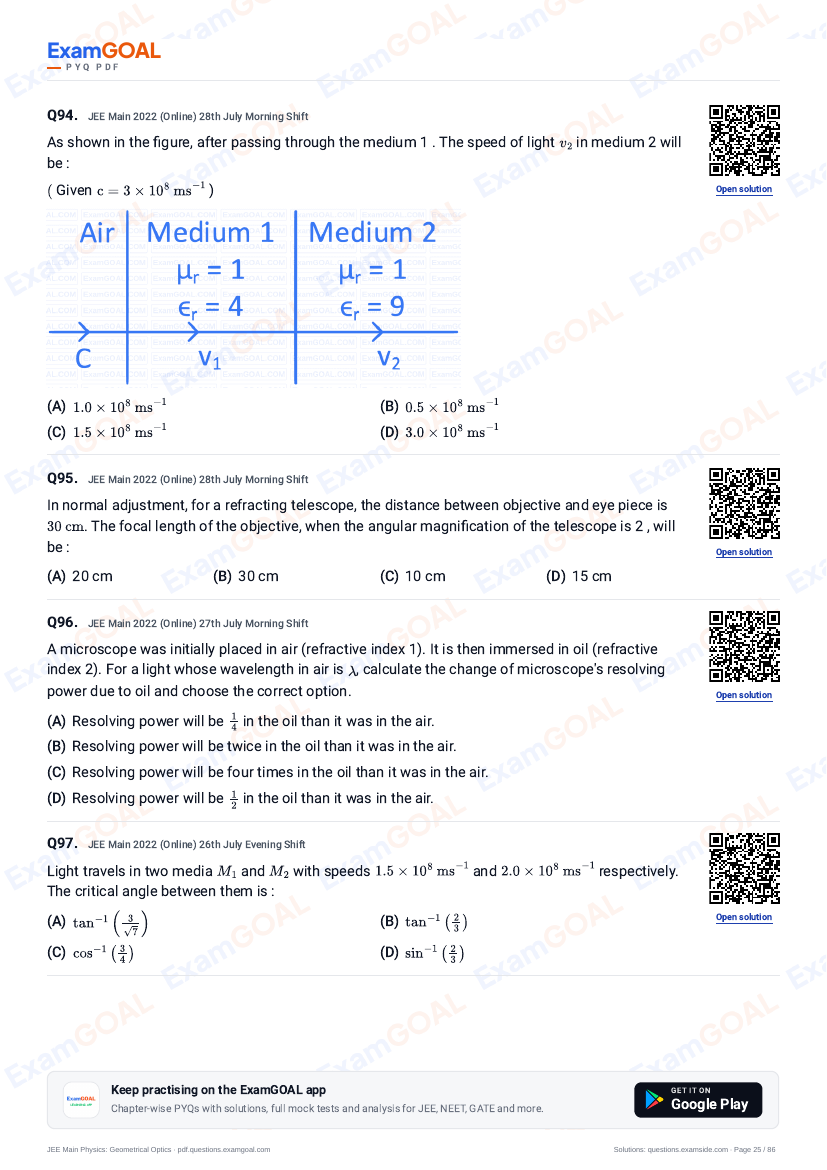 ExamGOAL
PYQ PDF
Q94. JEE Main 2022 (Online) 28th July Morning Shift
As shown in the figure, after passing through the medium 1 . The speed of light v₂ in medium 2 will
be :
( Given c = 3 × 10⁸ ms⁻¹ )
Open solution
Air Medium 1 Medium 2
μᵣ = 1 μᵣ = 1
ϵᵣ = 4 ϵᵣ = 9
C v₁ v₂
(A) 1.0 × 10⁸ ms⁻¹ (B) 0.5 × 10⁸ ms⁻¹
(C) 1.5 × 10⁸ ms⁻¹ (D) 3.0 × 10⁸ ms⁻¹
Q95. JEE Main 2022 (Online) 28th July Morning Shift
In normal adjustment, for a refracting telescope, the distance between objective and eye piece is
30 cm. The focal length of the objective, when the angular magnification of the telescope is 2 , will
be :
Open solution
(A) 20 cm (B) 30 cm (C) 10 cm (D) 15 cm
Q96. JEE Main 2022 (Online) 27th July Morning Shift
A microscope was initially placed in air (refractive index 1). It is then immersed in oil (refractive
index 2). For a light whose wavelength in air is λ, calculate the change of microscope's resolving
power due to oil and choose the correct option.
Open solution
(A) Resolving power will be 1/4 in the oil than it was in the air.
(B) Resolving power will be twice in the oil than it was in the air.
(C) Resolving power will be four times in the oil than it was in the air.
(D) Resolving power will be 1/2 in the oil than it was in the air.
Q97. JEE Main 2022 (Online) 26th July Evening Shift
Light travels in two media M₁ and M₂ with speeds 1.5 × 10⁸ ms⁻¹ and 2.0 × 10⁸ ms⁻¹ respectively.
The critical angle between them is :
Open solution
(A) tan⁻¹ (3/√7) (B) tan⁻¹ (2/3)
(C) cos⁻¹ (3/4) (D) sin⁻¹ (2/3)
ExamGOAL
Keep practising on the ExamGOAL app
Chapter-wise PYQs with solutions, full mock tests and analysis for JEE, NEET, GATE and more.
GET IT ON
Google Play
JEE Main Physics: Geometrical Optics · pdf.questions.examgoal.com Solutions: questions.examside.com · Page 25 / 86